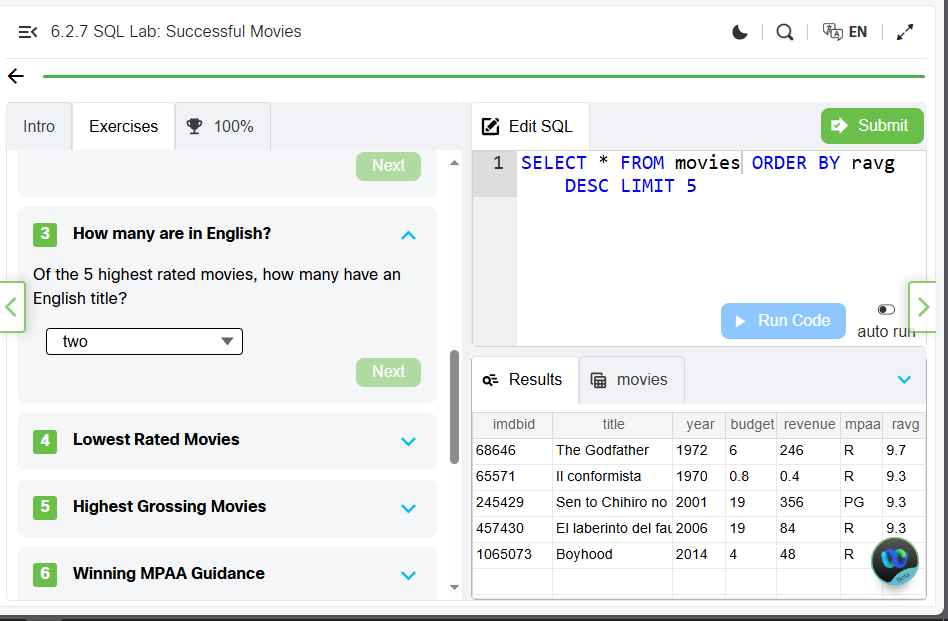 6.2.7 SQL Lab: Successful Movies
EN
Intro
Exercises
100%
Next
3
How many are in English?
Of the 5 highest rated movies, how many have an
English title?
two
Next
4
Lowest Rated Movies
5
Highest Grossing Movies
6
Winning MPAA Guidance
Edit SQL
Submit
1
SELECT * FROM movies ORDER BY ravg
DESC LIMIT 5
Run Code
auto run
Results
movies
imdbid title year budget revenue mpaa ravg
68646 The Godfather 1972 6 246 R 9.7
65571 Il conformista 1970 0.8 0.4 R 9.3
245429 Sen to Chihiro no 2001 19 356 PG 9.3
457430 El laberinto del fau 2006 19 84 R 9.3
1065073 Boyhood 2014 4 48 R
Beta